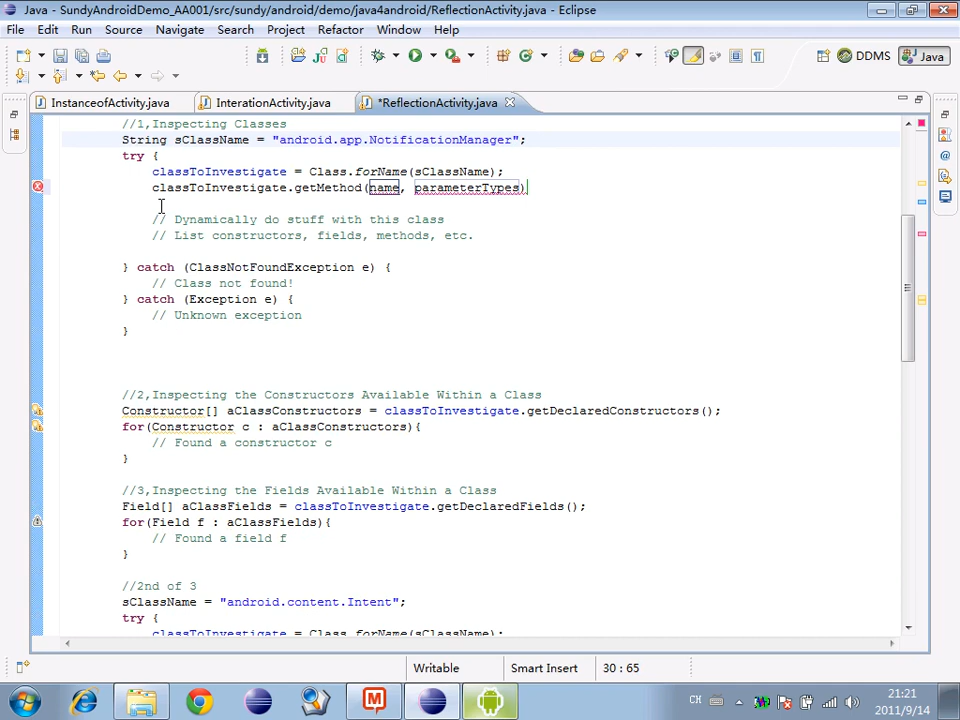 Java - SundyAndroidDemo_AA001/src/sundy/android/demo/java4android/ReflectionActivity.java - Eclipse
File Edit Run Source Navigate Search Project Refactor Window Help
DDMS Java
InstanceofActivity.java InterationActivity.java *ReflectionActivity.java
//1,Inspecting Classes
String sClassName = "android.app.NotificationManager";
try {
classToInvestigate = Class.forName(sClassName);
classToInvestigate.getMethod(name, parameterTypes)
// Dynamically do stuff with this class
// List constructors, fields, methods, etc.
} catch (ClassNotFoundException e) {
// Class not found!
} catch (Exception e) {
// Unknown exception
}
//2,Inspecting the Constructors Available Within a Class
Constructor[] aClassConstructors = classToInvestigate.getDeclaredConstructors();
for(Constructor c : aClassConstructors){
// Found a constructor c
}
//3,Inspecting the Fields Available Within a Class
Field[] aClassFields = classToInvestigate.getDeclaredFields();
for(Field f : aClassFields){
// Found a field f
}
//2nd of 3
sClassName = "android.content.Intent";
try {
classToInvestigate = Class.forName(sClassName);
Writable Smart Insert 30 : 65
CH 21:21
2011/9/14